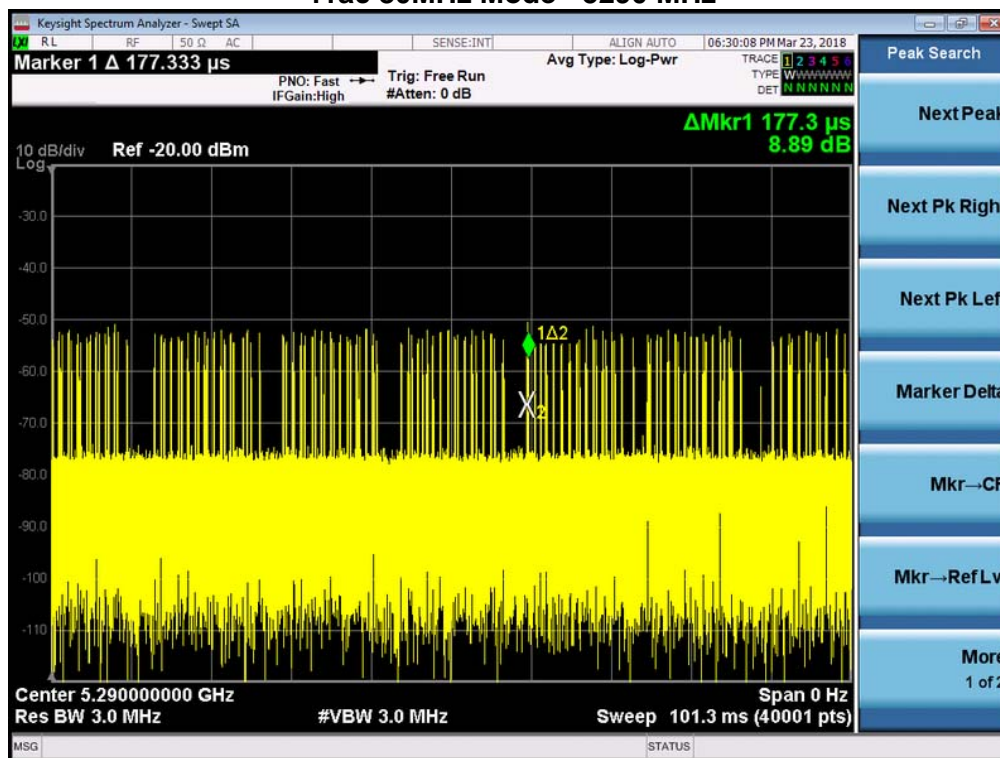 Keysight Spectrum Analyzer - Swept SA
LXI RL RF 50 Ω AC SENSE:INT ALIGN AUTO 06:30:08 PM Mar 23, 2018
Marker 1 Δ 177.333 µs
PNO: Fast
IFGain:High
Trig: Free Run
#Atten: 0 dB
Avg Type: Log-Pwr
TRACE 1 2 3 4 5 6
TYPE W
DET N N N N N N
ΔMkr1 177.3 µs
8.89 dB
10 dB/div Ref -20.00 dBm
Log
-30.0
-40.0
-50.0
-60.0
-70.0
-80.0
-90.0
-100
-110
1Δ2
X2
Center 5.290000000 GHz
Span 0 Hz
Res BW 3.0 MHz
#VBW 3.0 MHz
Sweep 101.3 ms (40001 pts)
MSG
STATUS
Peak Search
Next Peak
Next Pk Righ
Next Pk Lef
Marker Delta
Mkr→CF
Mkr→Ref Lv
More
1 of 2